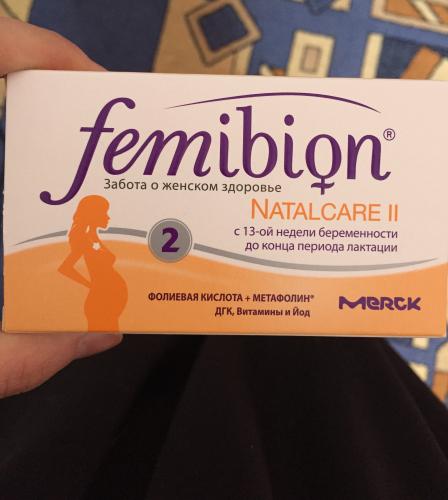 femibion®
Забота о женском здоровье
NATALCARE II
2
с 13-ой недели беременности
до конца периода лактации
ФОЛИЕВАЯ КИСЛОТА + МЕТАФОЛИН®
ДГК, Витамины и Йод
MERCK